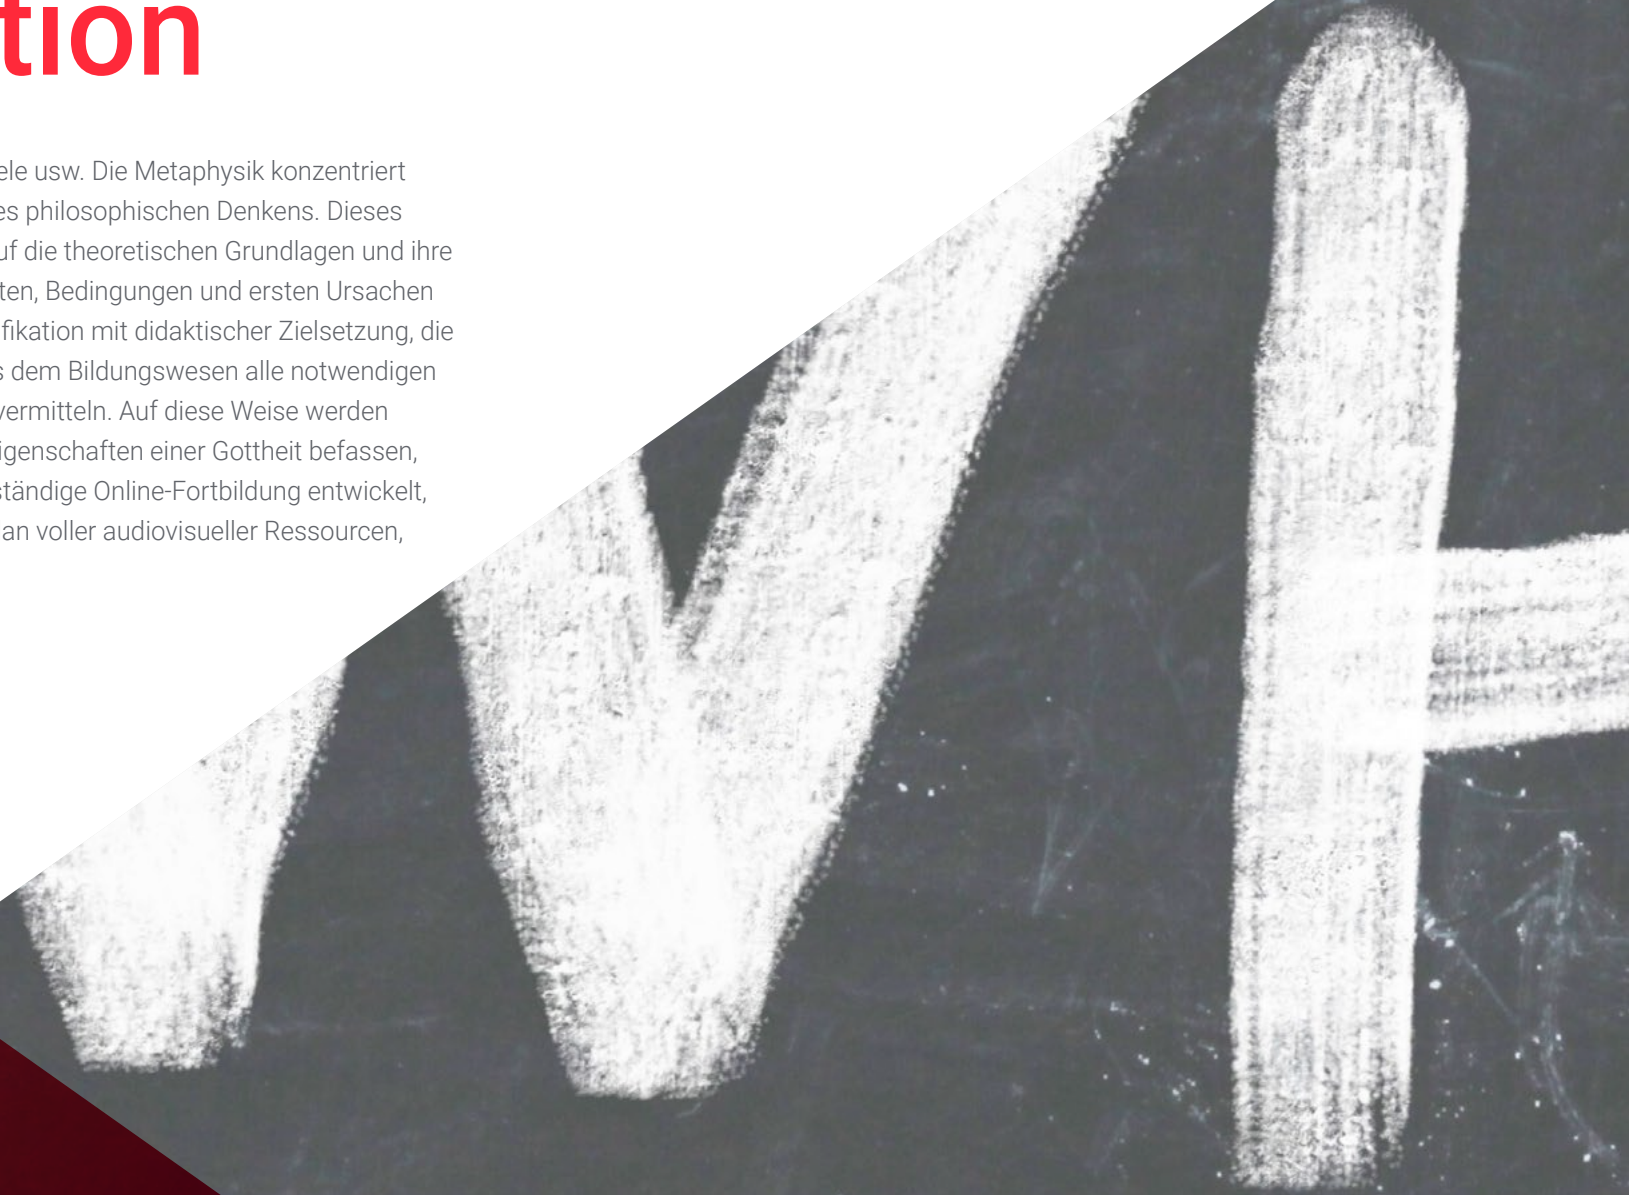 tion
ele usw. Die Metaphysik konzentriert
es philosophischen Denkens. Dieses
uf die theoretischen Grundlagen und ihre
ten, Bedingungen und ersten Ursachen
fikation mit didaktischer Zielsetzung, die
s dem Bildungswesen alle notwendigen
vermitteln. Auf diese Weise werden
igenschaften einer Gottheit befassen,
ständige Online-Fortbildung entwickelt,
an voller audiovisueller Ressourcen,
WH